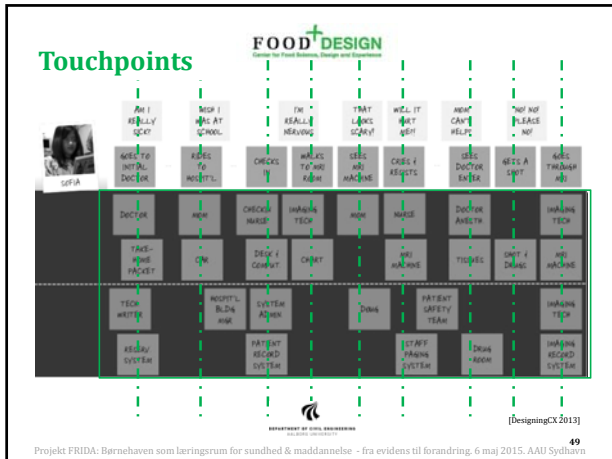 FOOD+DESIGN
Center for Food Science, Design and Experience
Touchpoints
AM I
REALLY
SICK?
WISH I
WAS AT
SCHOOL
I'M
REALLY
NERVOUS
THAT
LOOKS
SCARY!
WILL IT
HURT
ME?!
MOM
CAN'T
HELP!
NO! NO!
PLEASE
NO!
SOFIA
GOES TO
INITIAL
DOCTOR
RIDES
TO
HOSPIT'L
CHECKS
IN
WALKS
TO MRI
ROOM
SEES
MRI
MACHINE
CRIES &
RESISTS
SEES
DOCTOR
ENTER
GETS A
SHOT
GOES
THROUGH
MRI
DOCTOR
MOM
CHECKIN
NURSE
IMAGING
TECH
MOM
NURSE
DOCTOR
ANESTH
IMAGING
TECH
TAKE-
HOME
PACKET
CAR
DESK &
CHART
MRI
MACHINE
TISSUES
SHOT &
DRUGS
MRI
MACHINE
TECH
WRITER
HOSPIT'L
BLDG
MGR
SYSTEM
ADMIN
PATIENT
SAFETY
TEAM
IMAGING
TECH
SYSTEM
PATIENT
RECORD
SYSTEM
STAFF
PAGING
SYSTEM
DRUG
ROOM
IMAGING
RECORD
SYSTEM
DEPARTMENT OF CIVIL ENGINEERING
AALBORG UNIVERSITY
[DesigningCX 2013]
49
Projekt FRIDA: Børnehaven som læringsrum for sundhed & maddannelse - fra evidens til forandring. 6 maj 2015. AAU Sydhavn